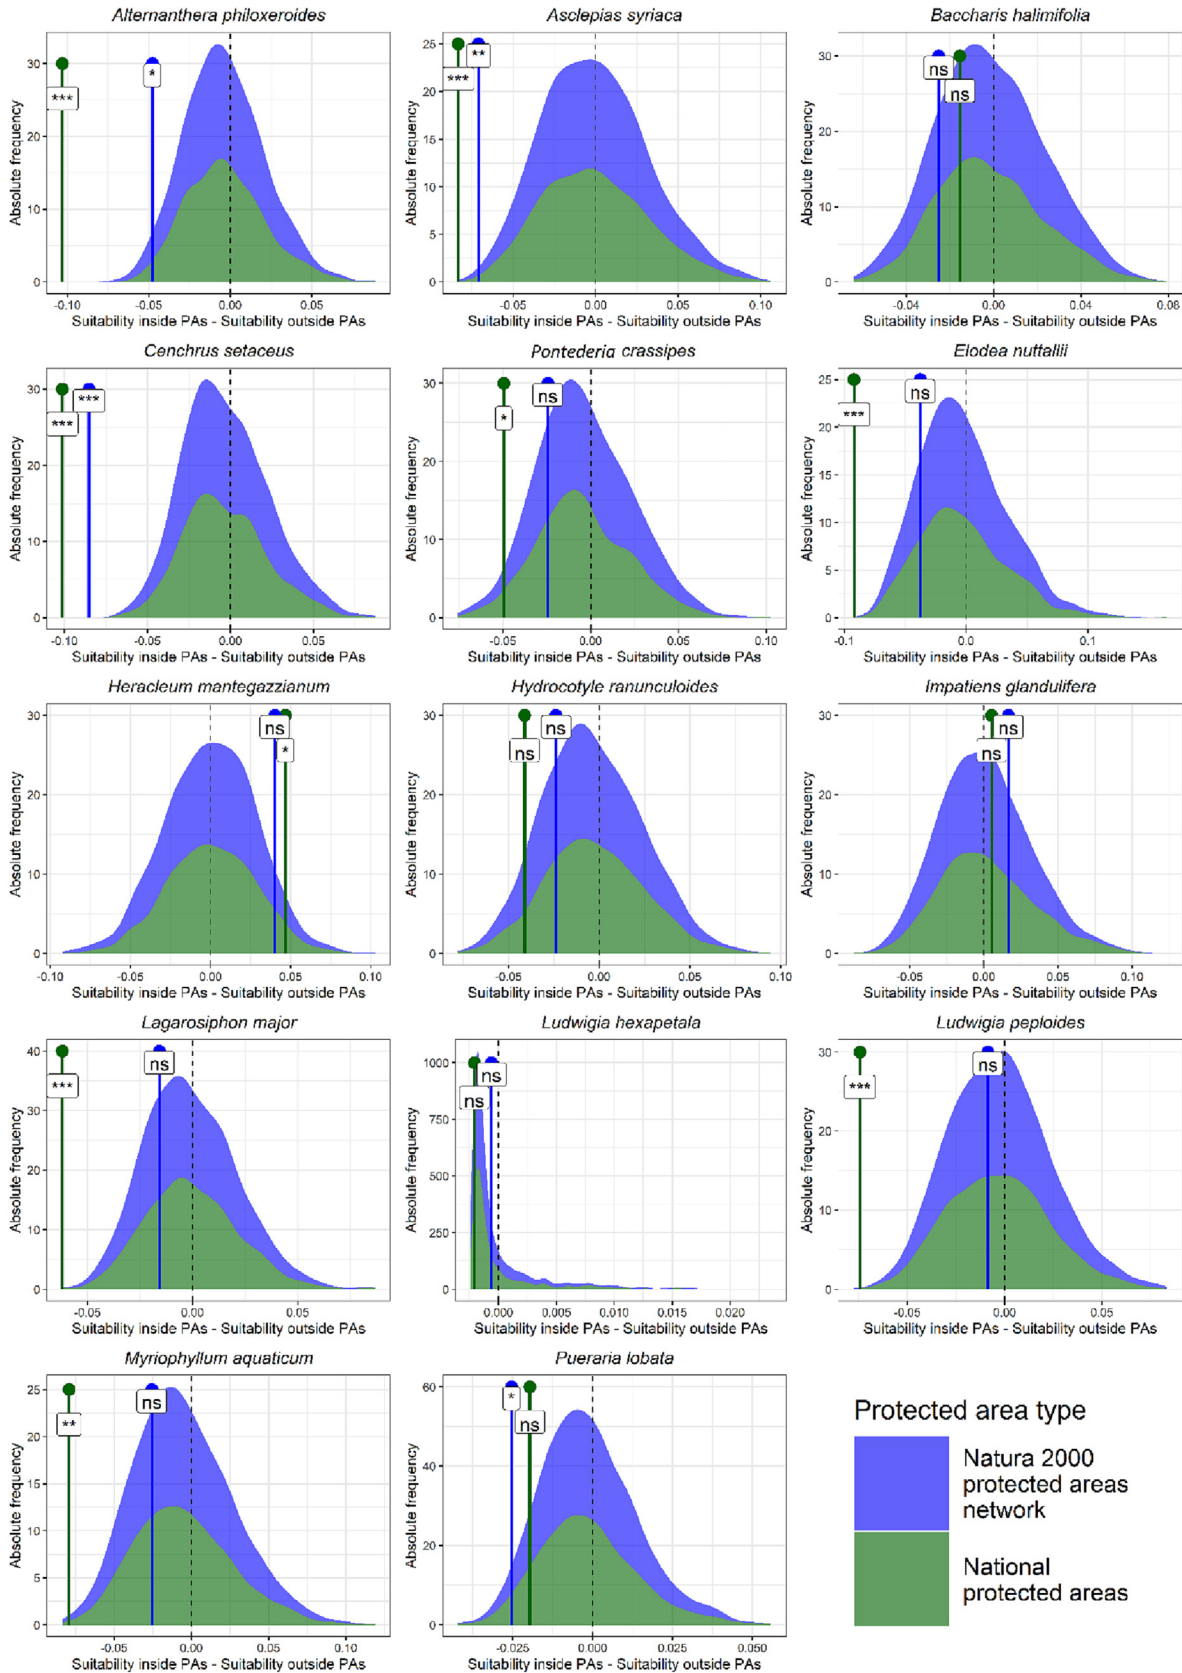 Alternanthera philoxeroides
Absolute frequency
30
20
10
0
***
*
-0.10
-0.05
0.00
0.05
Suitability inside PAs - Suitability outside PAs
Asclepias syriaca
Absolute frequency
25
20
15
10
5
0
***
**
-0.05
0.00
0.05
0.10
Suitability inside PAs - Suitability outside PAs
Baccharis halimifolia
Absolute frequency
30
20
10
0
ns
ns
-0.04
0.00
0.04
0.08
Suitability inside PAs - Suitability outside PAs
Cenchrus setaceus
Absolute frequency
30
20
10
0
***
***
-0.10
-0.05
0.00
0.05
Suitability inside PAs - Suitability outside PAs
Pontederia crassipes
Absolute frequency
30
20
10
0
ns
*
-0.05
0.00
0.05
0.10
Suitability inside PAs - Suitability outside PAs
Elodea nuttallii
Absolute frequency
25
20
15
10
5
0
ns
***
-0.1
0.0
0.1
Suitability inside PAs - Suitability outside PAs
Heracleum mantegazzianum
Absolute frequency
30
20
10
0
ns
*
-0.10
-0.05
0.00
0.05
0.10
Suitability inside PAs - Suitability outside PAs
Hydrocotyle ranunculoides
Absolute frequency
30
20
10
0
ns
ns
-0.05
0.00
0.05
0.10
Suitability inside PAs - Suitability outside PAs
Impatiens glandulifera
Absolute frequency
30
20
10
0
ns
ns
-0.05
0.00
0.05
0.10
Suitability inside PAs - Suitability outside PAs
Lagarosiphon major
Absolute frequency
40
30
20
10
0
ns
***
-0.05
0.00
0.05
Suitability inside PAs - Suitability outside PAs
Ludwigia hexapetala
Absolute frequency
1000
750
500
250
0
ns
ns
0.000
0.005
0.010
0.015
0.020
Suitability inside PAs - Suitability outside PAs
Ludwigia peploides
Absolute frequency
30
20
10
0
ns
***
-0.05
0.00
0.05
Suitability inside PAs - Suitability outside PAs
Myriophyllum aquaticum
Absolute frequency
25
20
15
10
5
0
ns
**
-0.05
0.00
0.05
0.10
Suitability inside PAs - Suitability outside PAs
Pueraria lobata
Absolute frequency
60
40
20
0
*
ns
-0.025
0.000
0.025
0.050
Suitability inside PAs - Suitability outside PAs
Protected area type
Natura 2000
protected areas
network
National
protected areas